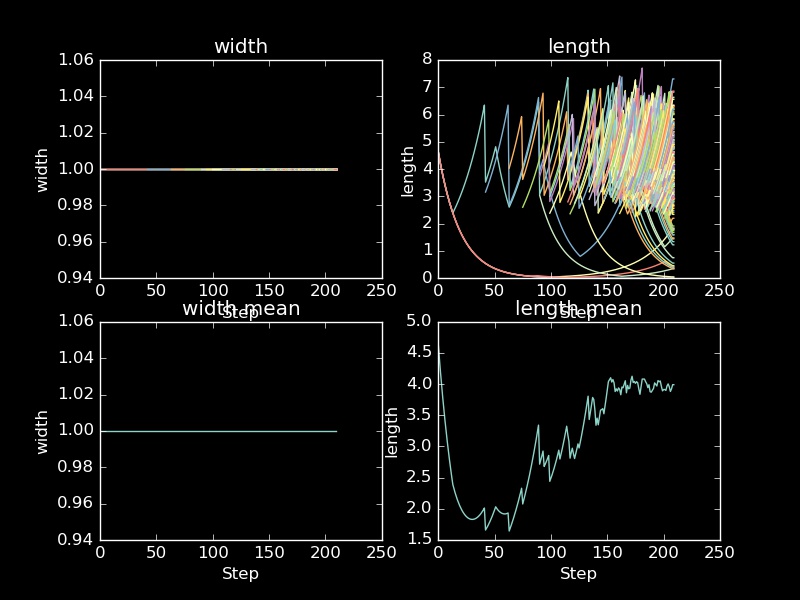 width
length
1.06
1.04
1.02
1.00
0.98
0.96
0.94
width
0 50 100 150 200 250
Step
8
7
6
5
4
3
2
1
0
length
0 50 100 150 200 250
Step
width mean
length mean
1.06
1.04
1.02
1.00
0.98
0.96
0.94
width
0 50 100 150 200 250
Step
5.0
4.5
4.0
3.5
3.0
2.5
2.0
1.5
length
0 50 100 150 200 250
Step